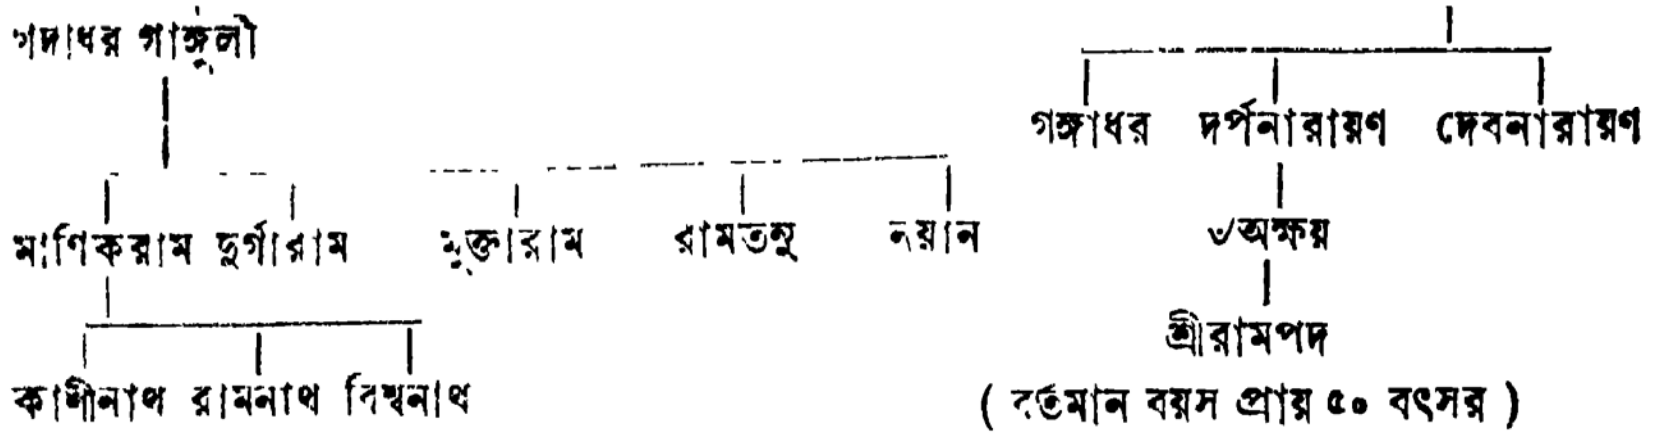 গদাধর গাঙ্গুলী
মাণিকরাম দুর্গারাম মুক্তারাম রামতনু নয়ান
কাশীনাথ রামনাথ বিশ্বনাথ
গঙ্গাধর দর্পনারায়ণ দেবনারায়ণ
৺অক্ষয়
শ্রীরামপদ
( বর্তমান বয়স প্রায় ৫০ বৎসর )